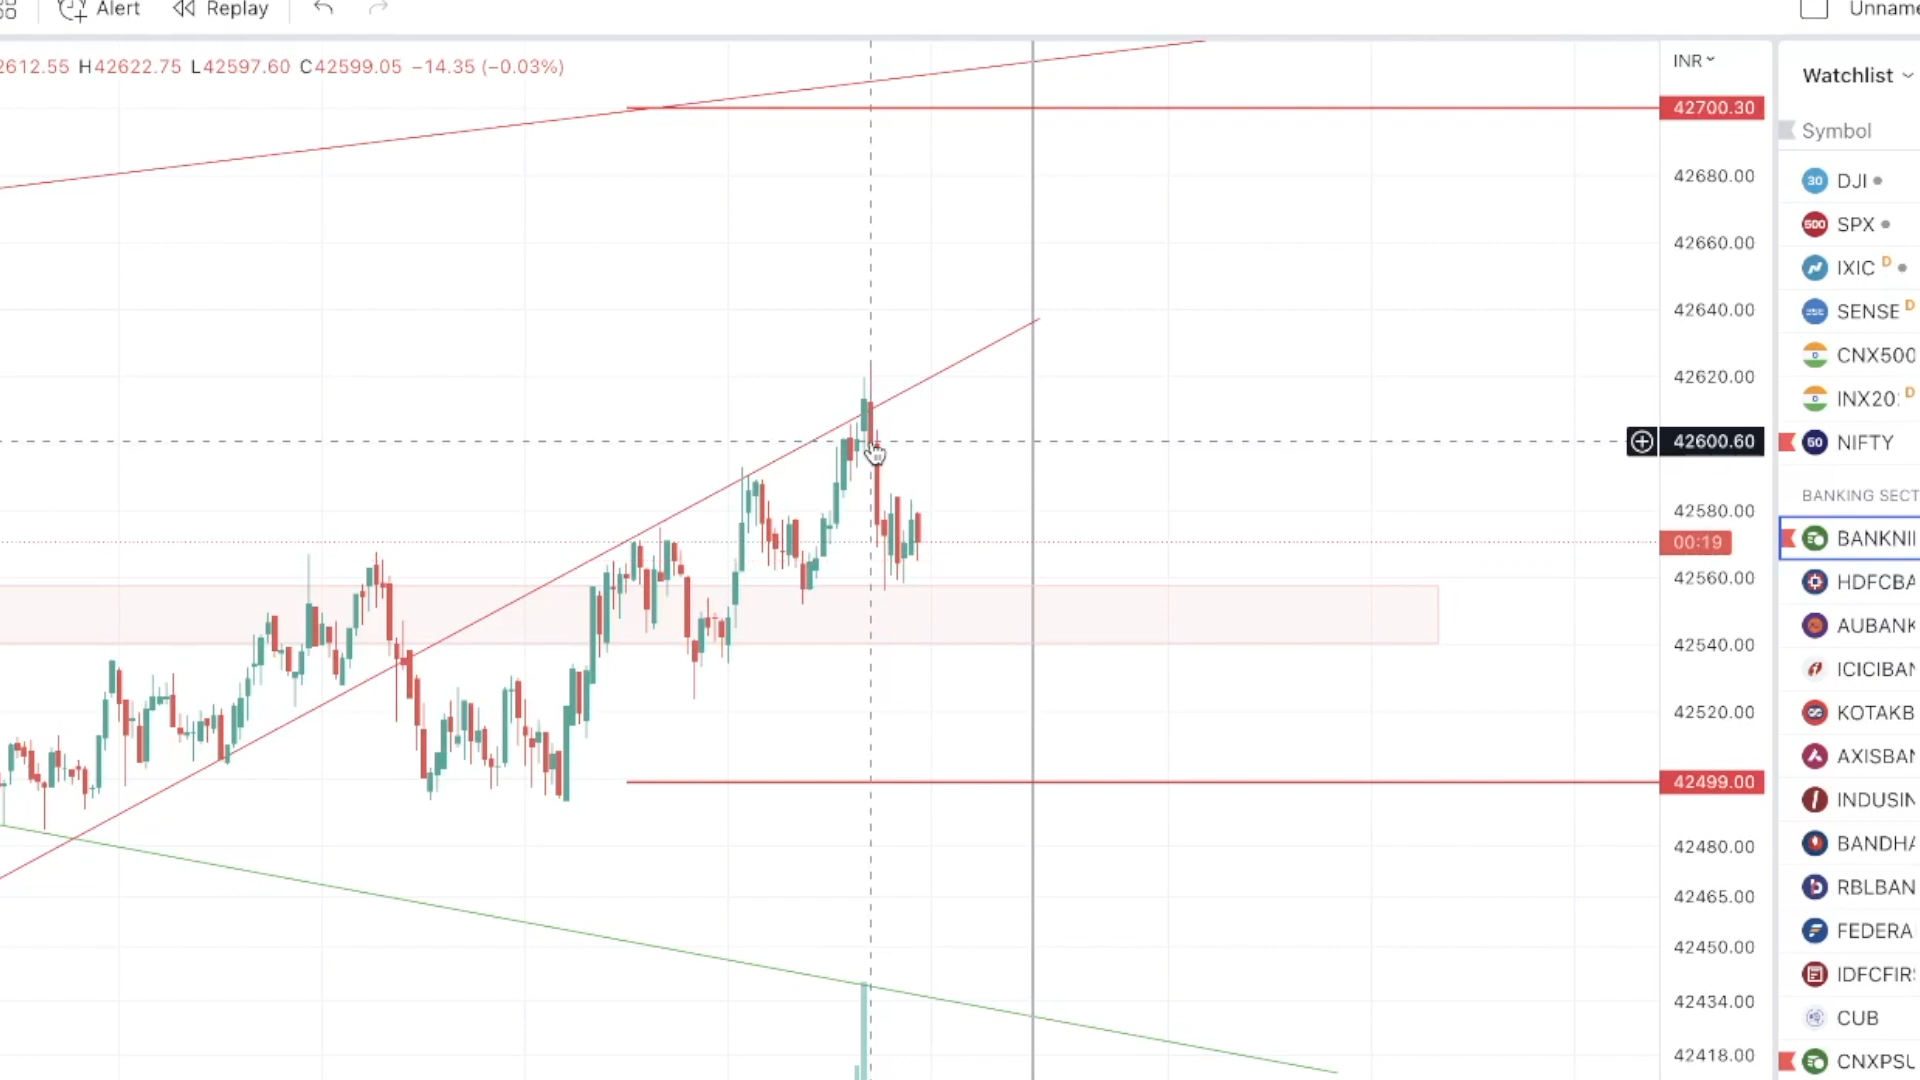 Alert Replay Unname
2612.55 H42622.75 L42597.60 C42599.05 −14.35 (−0.03%)
INR
42700.30
42680.00
42660.00
42640.00
42620.00
42600.60
42580.00
00:19
42560.00
42540.00
42520.00
42499.00
42480.00
42465.00
42450.00
42434.00
42418.00
Watchlist
Symbol
30 DJI
500 SPX
IXIC D
SENSE D
CNX500
INX20 D
50 NIFTY
BANKING SECT
BANKNI
HDFCBA
AUBANK
ICICIBAN
KOTAKB
AXISBAN
INDUSIN
BANDHA
RBLBAN
FEDERA
IDFCFIR
CUB
CNXPSU